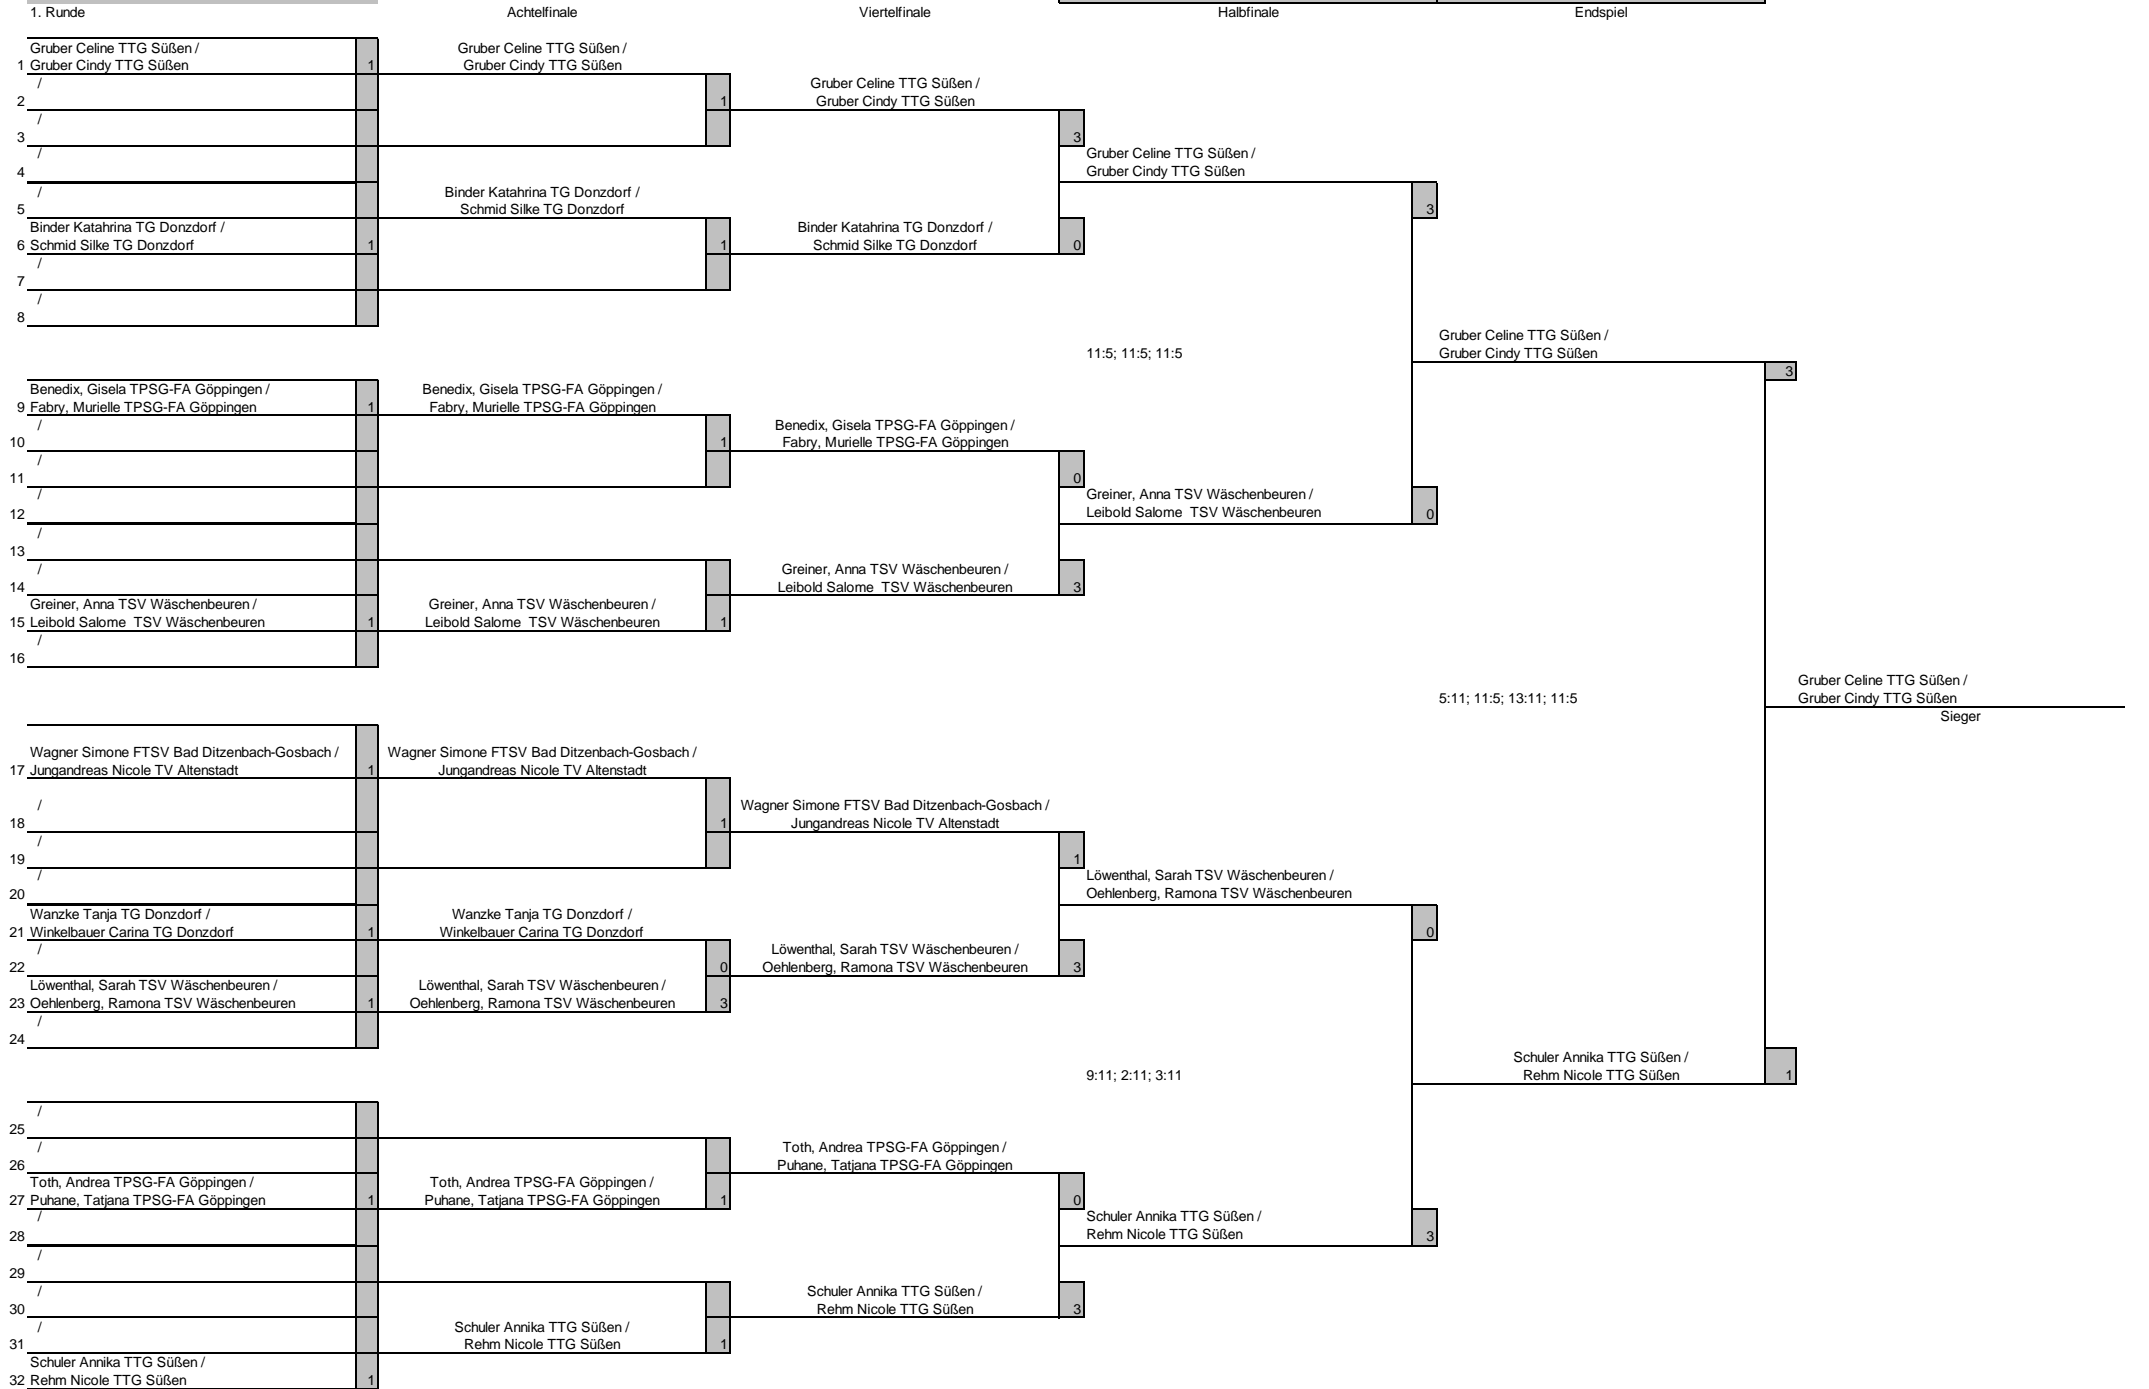 1. Runde
Achtelfinale
Viertelfinale
Halbfinale
Endspiel
Gruber Celine TTG Süßen /
1 Gruber Cindy TTG Süßen 1
/
2
/
3
/
4
/
5
Binder Katahrina TG Donzdorf /
6 Schmid Silke TG Donzdorf 1
/
7
/
8
Benedix, Gisela TPSG-FA Göppingen /
9 Fabry, Murielle TPSG-FA Göppingen 1
/
10
/
11
/
12
/
13
/
14
Greiner, Anna TSV Wäschenbeuren /
15 Leibold Salome  TSV Wäschenbeuren 1
/
16
Wagner Simone FTSV Bad Ditzenbach-Gosbach /
17 Jungandreas Nicole TV Altenstadt 1
/
18
/
19
/
20
Wanzke Tanja TG Donzdorf /
21 Winkelbauer Carina TG Donzdorf 1
/
22
Löwenthal, Sarah TSV Wäschenbeuren /
23 Oehlenberg, Ramona TSV Wäschenbeuren 1
/
24
/
25
/
26
Toth, Andrea TPSG-FA Göppingen /
27 Puhane, Tatjana TPSG-FA Göppingen 1
/
28
/
29
/
30
/
31
Schuler Annika TTG Süßen /
32 Rehm Nicole TTG Süßen 1
Gruber Celine TTG Süßen /
Gruber Cindy TTG Süßen
1
Binder Katahrina TG Donzdorf /
Schmid Silke TG Donzdorf
1
Benedix, Gisela TPSG-FA Göppingen /
Fabry, Murielle TPSG-FA Göppingen
1
Greiner, Anna TSV Wäschenbeuren /
Leibold Salome  TSV Wäschenbeuren 1
Wagner Simone FTSV Bad Ditzenbach-Gosbach /
Jungandreas Nicole TV Altenstadt
1
Wanzke Tanja TG Donzdorf /
Winkelbauer Carina TG Donzdorf
0
Löwenthal, Sarah TSV Wäschenbeuren /
Oehlenberg, Ramona TSV Wäschenbeuren 3
Toth, Andrea TPSG-FA Göppingen /
Puhane, Tatjana TPSG-FA Göppingen 1
Schuler Annika TTG Süßen /
Rehm Nicole TTG Süßen 1
Gruber Celine TTG Süßen /
Gruber Cindy TTG Süßen
3
Binder Katahrina TG Donzdorf /
Schmid Silke TG Donzdorf 0
Benedix, Gisela TPSG-FA Göppingen /
Fabry, Murielle TPSG-FA Göppingen
0
Greiner, Anna TSV Wäschenbeuren /
Leibold Salome  TSV Wäschenbeuren 3
Wagner Simone FTSV Bad Ditzenbach-Gosbach /
Jungandreas Nicole TV Altenstadt
1
Löwenthal, Sarah TSV Wäschenbeuren /
Oehlenberg, Ramona TSV Wäschenbeuren 3
Toth, Andrea TPSG-FA Göppingen /
Puhane, Tatjana TPSG-FA Göppingen
0
Schuler Annika TTG Süßen /
Rehm Nicole TTG Süßen 3
Gruber Celine TTG Süßen /
Gruber Cindy TTG Süßen
3
11:5; 11:5; 11:5
Greiner, Anna TSV Wäschenbeuren /
Leibold Salome  TSV Wäschenbeuren 0
Löwenthal, Sarah TSV Wäschenbeuren /
Oehlenberg, Ramona TSV Wäschenbeuren
0
9:11; 2:11; 3:11
Schuler Annika TTG Süßen /
Rehm Nicole TTG Süßen 3
Gruber Celine TTG Süßen /
Gruber Cindy TTG Süßen
3
5:11; 11:5; 13:11; 11:5
Schuler Annika TTG Süßen /
Rehm Nicole TTG Süßen 1
Gruber Celine TTG Süßen /
Gruber Cindy TTG Süßen
Sieger